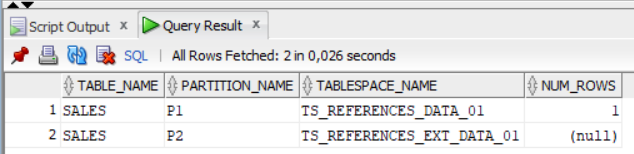 Script Output x Query Result x
SQL | All Rows Fetched: 2 in 0,026 seconds
TABLE_NAME PARTITION_NAME TABLESPACE_NAME NUM_ROWS
1 SALES P1 TS_REFERENCES_DATA_01 1
2 SALES P2 TS_REFERENCES_EXT_DATA_01 (null)